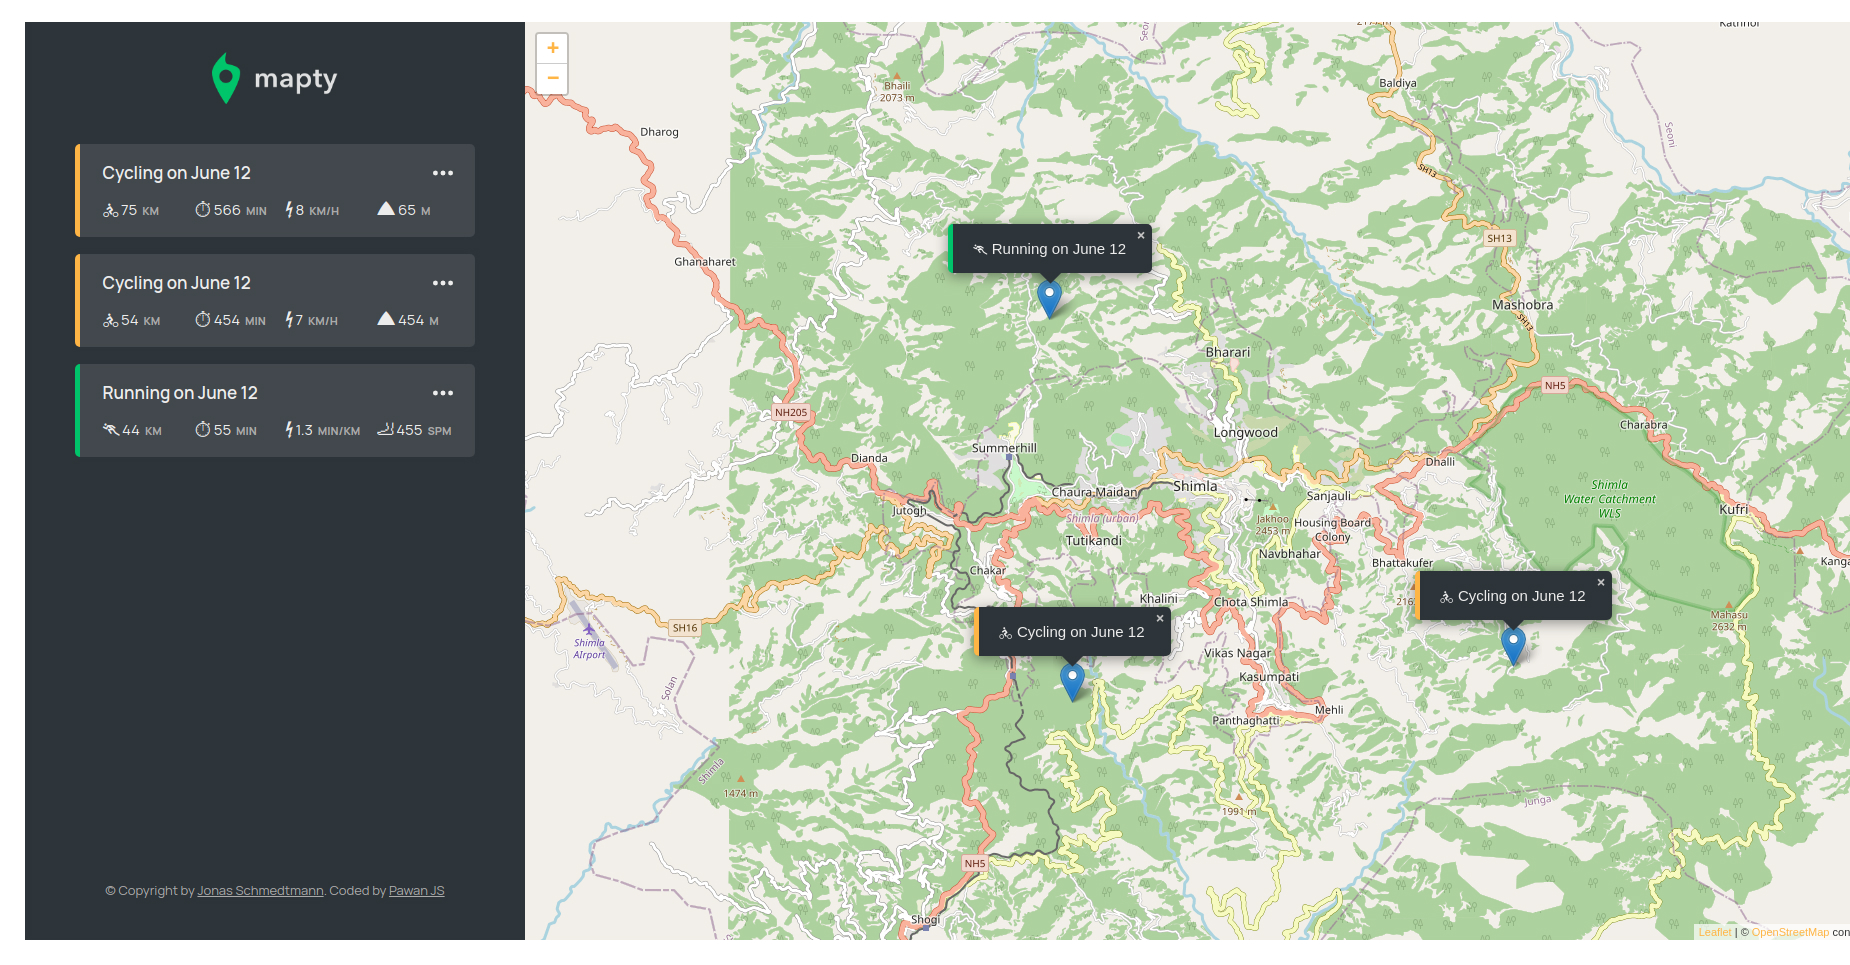 mapty
Cycling on June 12
75 KM 566 MIN 8 KM/H 65 M
Cycling on June 12
54 KM 454 MIN 7 KM/H 454 M
Running on June 12
44 KM 55 MIN 1.3 MIN/KM 455 SPM
© Copyright by Jonas Schmedtmann. Coded by Pawan JS
+
−
Bhaili
2073 m
Baldiya
Dharog
Seoni
SH13
Ghanaharet
Running on June 12 ×
SH13
Mashobra
SH13
Bharari
NH205
NH5
Charabra
Longwood
Summerhill
Dianda
Dhalli
Chaura Maidan
Shimla
Sanjauli
Shimla
Water Catchment
WLS
Kufri
Jutogh
Shimla (urban)
Jakhoo
2453 m
Housing Board
Colony
Tutikandi
Navbhahar
Bhattakufer
Chakar
Khalini
Chota Shimla
Cycling on June 12 ×
Mahasu
2632 m
SH16
Shimla
AIrport
Cycling on June 12 ×
Vikas Nagar
Kasumpati
Solan
Mehli
Panthaghatti
Shimla
1474 m
1991 m
Junga
NH5
Shogi
Leaflet | © OpenStreetMap con